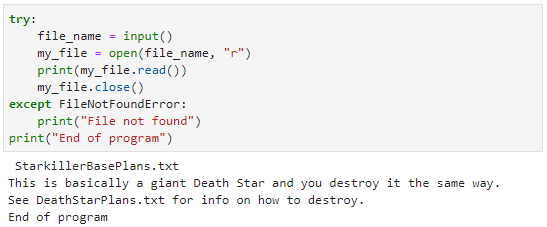 try:
    file_name = input()
    my_file = open(file_name, "r")
    print(my_file.read())
    my_file.close()
except FileNotFoundError:
    print("File not found")
print("End of program")
StarkillerBasePlans.txt
This is basically a giant Death Star and you destroy it the same way.
See DeathStarPlans.txt for info on how to destroy.
End of program